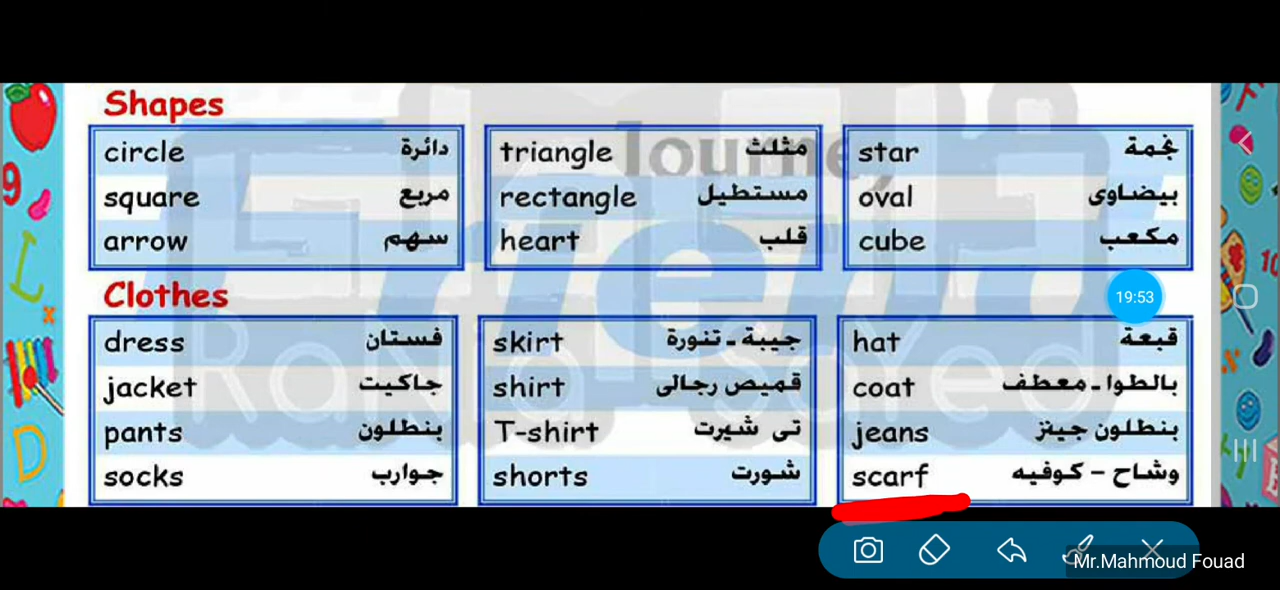 Shapes
circle دائرة
square مربع
arrow سهم
triangle مثلث
rectangle مستطيل
heart قلب
star نجمة
oval بيضاوى
cube مكعب
Clothes
dress فستان
jacket جاكيت
pants بنطلون
socks جوارب
skirt جيبة - تنورة
shirt قميص رجالى
T-shirt تى شيرت
shorts شورت
hat قبعة
coat بالطوا - معطف
jeans بنطلون جينز
scarf وشاح – كوفيه
19:53
Mr.Mahmoud Fouad
Friend